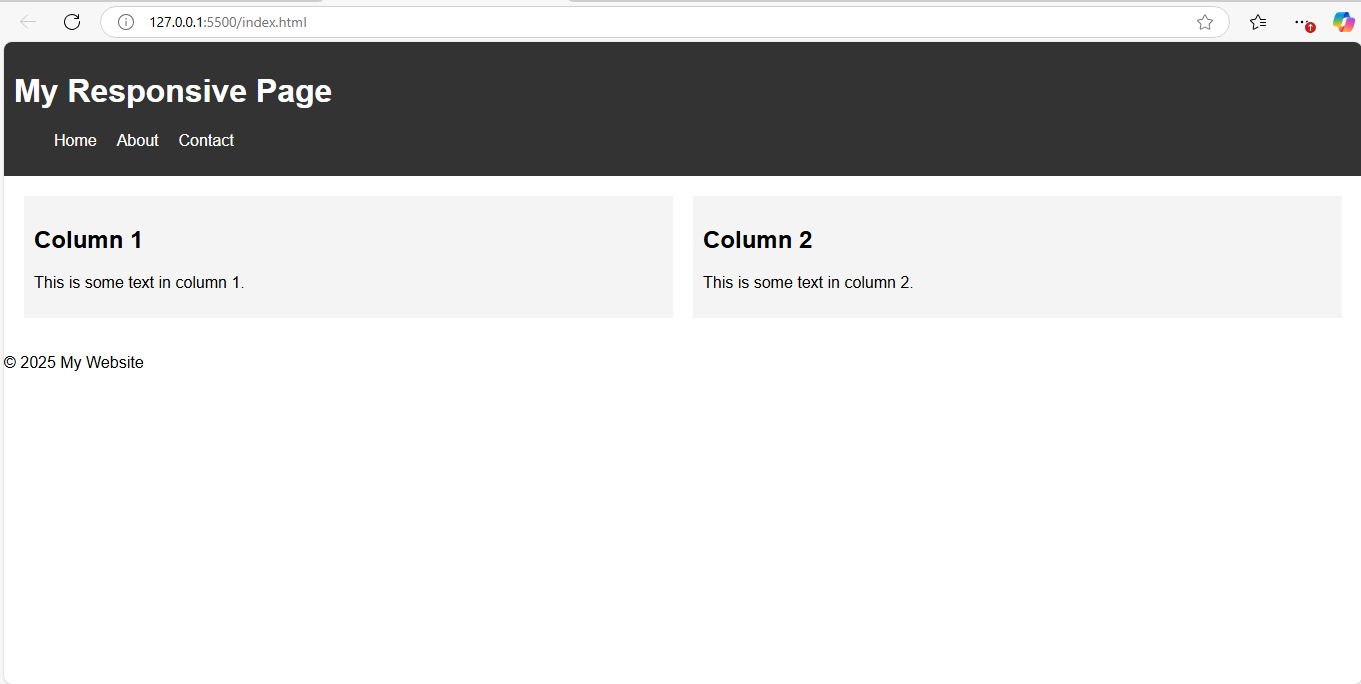 127.0.0.1:5500/index.html
My Responsive Page
Home About Contact
Column 1 Column 2
This is some text in column 1. This is some text in column 2.
© 2025 My Website